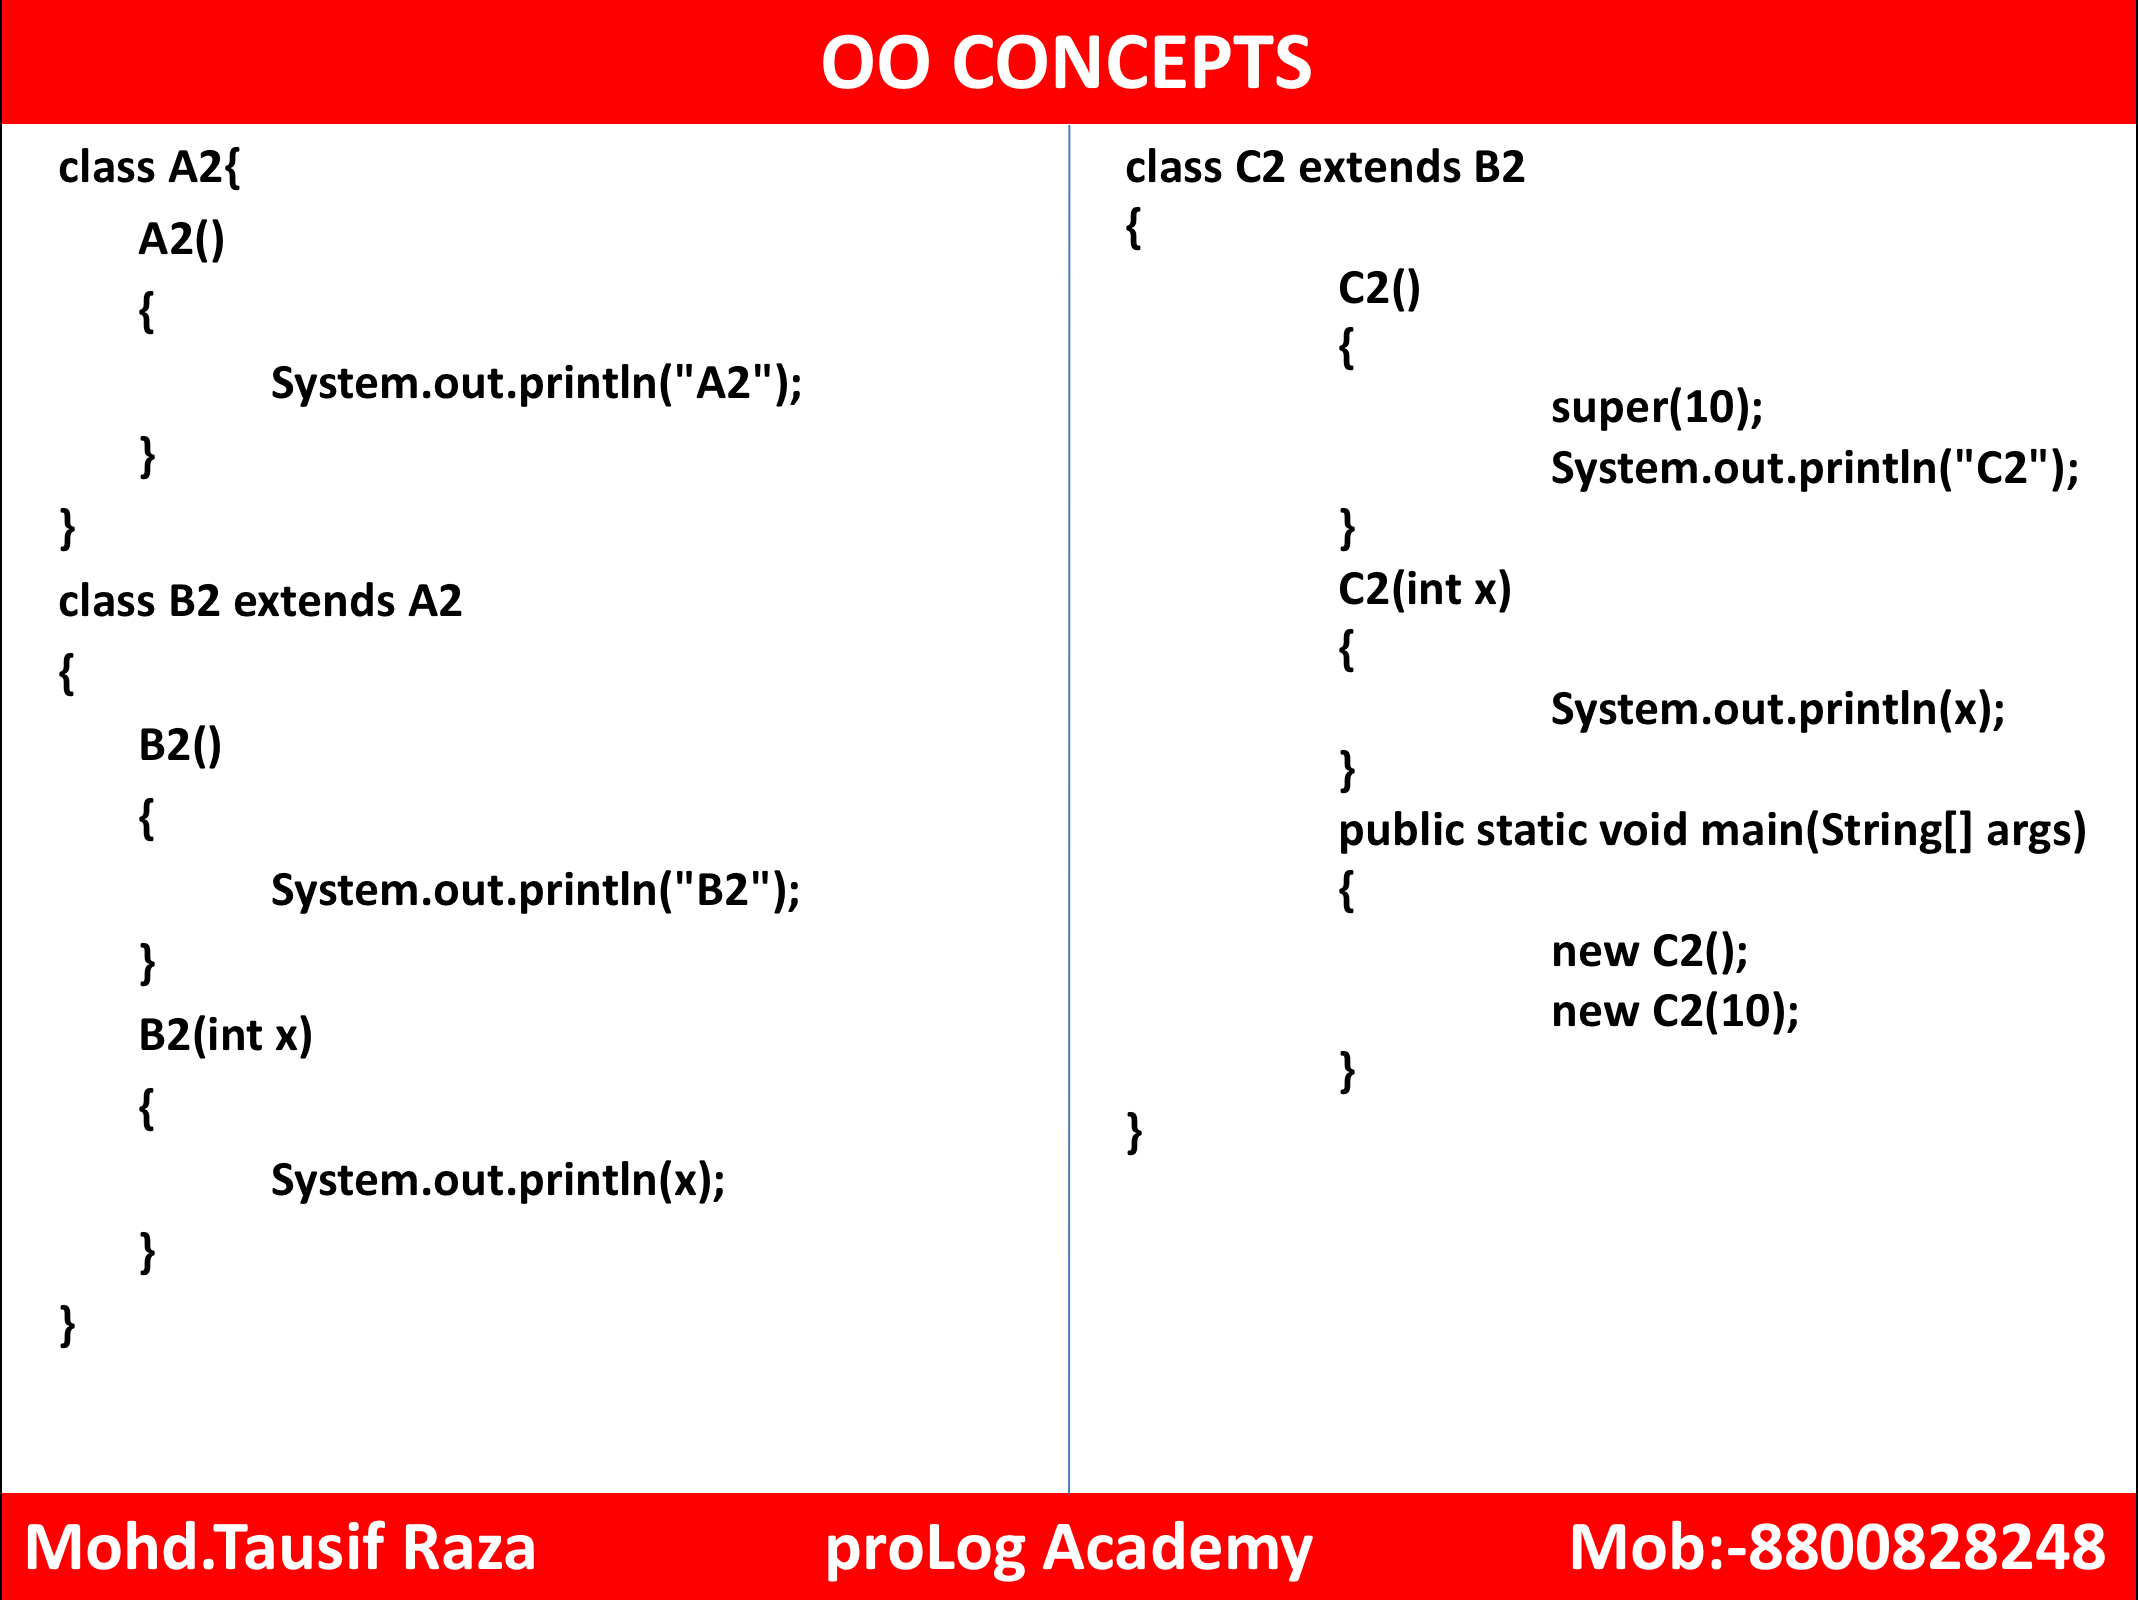 OO CONCEPTS
class A2{
A2()
{
System.out.println("A2");
}
}
class B2 extends A2
{
B2()
{
System.out.println("B2");
}
B2(int x)
{
System.out.println(x);
}
}
class C2 extends B2
{
C2()
{
super(10);
System.out.println("C2");
}
C2(int x)
{
System.out.println(x);
}
public static void main(String[] args)
{
new C2();
new C2(10);
}
}
Mohd.Tausif Raza proLog Academy Mob:-8800828248